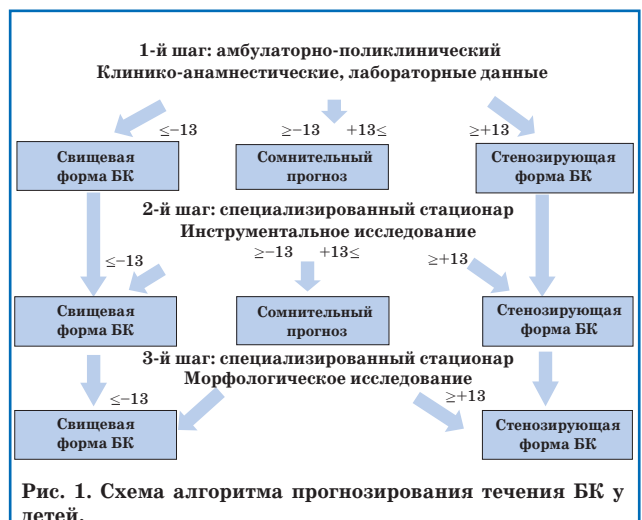 1-й шаг: амбулаторно-поликлинический
Клинико-анамнестические, лабораторные данные
≤−13
≥−13 +13≤
≥+13
Свищевая
форма БК
Сомнительный
прогноз
Стенозирующая
форма БК
2-й шаг: специализированный стационар
Инструментальное исследование
≤−13
≥−13 +13≤
≥+13
Свищевая
форма БК
Сомнительный
прогноз
Стенозирующая
форма БК
3-й шаг: специализированный стационар
Морфологическое исследование
≤−13
≥+13
Свищевая
форма БК
Стенозирующая
форма БК
Рис. 1. Схема алгоритма прогнозирования течения БК у
детей.